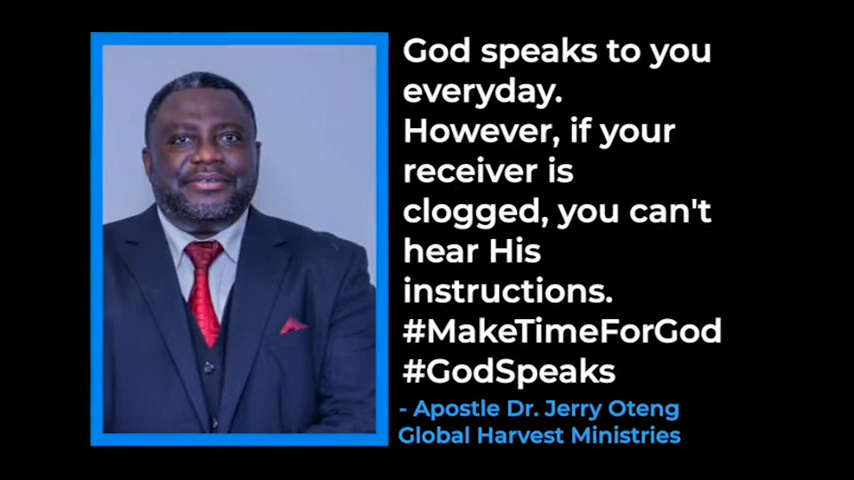 God speaks to you
everyday.
However, if your
receiver is
clogged, you can't
hear His
instructions.
#MakeTimeForGod
#GodSpeaks
- Apostle Dr. Jerry Oteng
Global Harvest Ministries